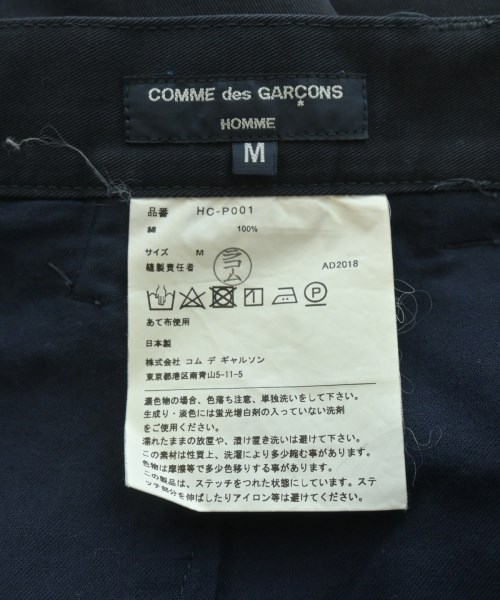 COMME des GARÇONS
HOMME
M
品番 HC-P001
綿 100%
サイズ M
縫製責任者 コム AD2018
あて布使用
日本製
株式会社 コム デ ギャルソン
東京都港区南青山5-11-5
濃色物の場合、色落ち注意、単独洗いをして下さい。
生成り・淡色には蛍光増白剤の入っていない洗剤
をご使用下さい。
濡れたままの放置や、漬け置き洗いは避けて下さい。
この素材は性質上、洗濯により多少縮む事があります。
色物は摩擦等で多少色移りする事があります。
この製品は、ステッチをつれた状態にしています。ステ
ッチ部分を伸ばしたりアイロン等は避けてください。